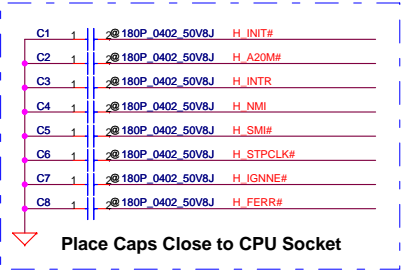 C1 1 2 @180P_0402_50V8J H_INIT#
C2 1 2 @180P_0402_50V8J H_A20M#
C3 1 2 @180P_0402_50V8J H_INTR
C4 1 2 @180P_0402_50V8J H_NMI
C5 1 2 @180P_0402_50V8J H_SMI#
C6 1 2 @180P_0402_50V8J H_STPCLK#
C7 1 2 @180P_0402_50V8J H_IGNNE#
C8 1 2 @180P_0402_50V8J H_FERR#
Place Caps Close to CPU Socket